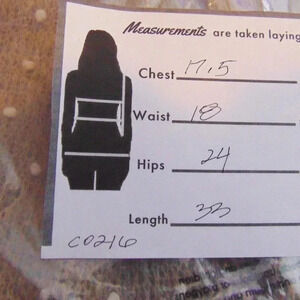 Measurements are taken laying
Chest 17.5
Waist 18
Hips 24
Length 33
C0216